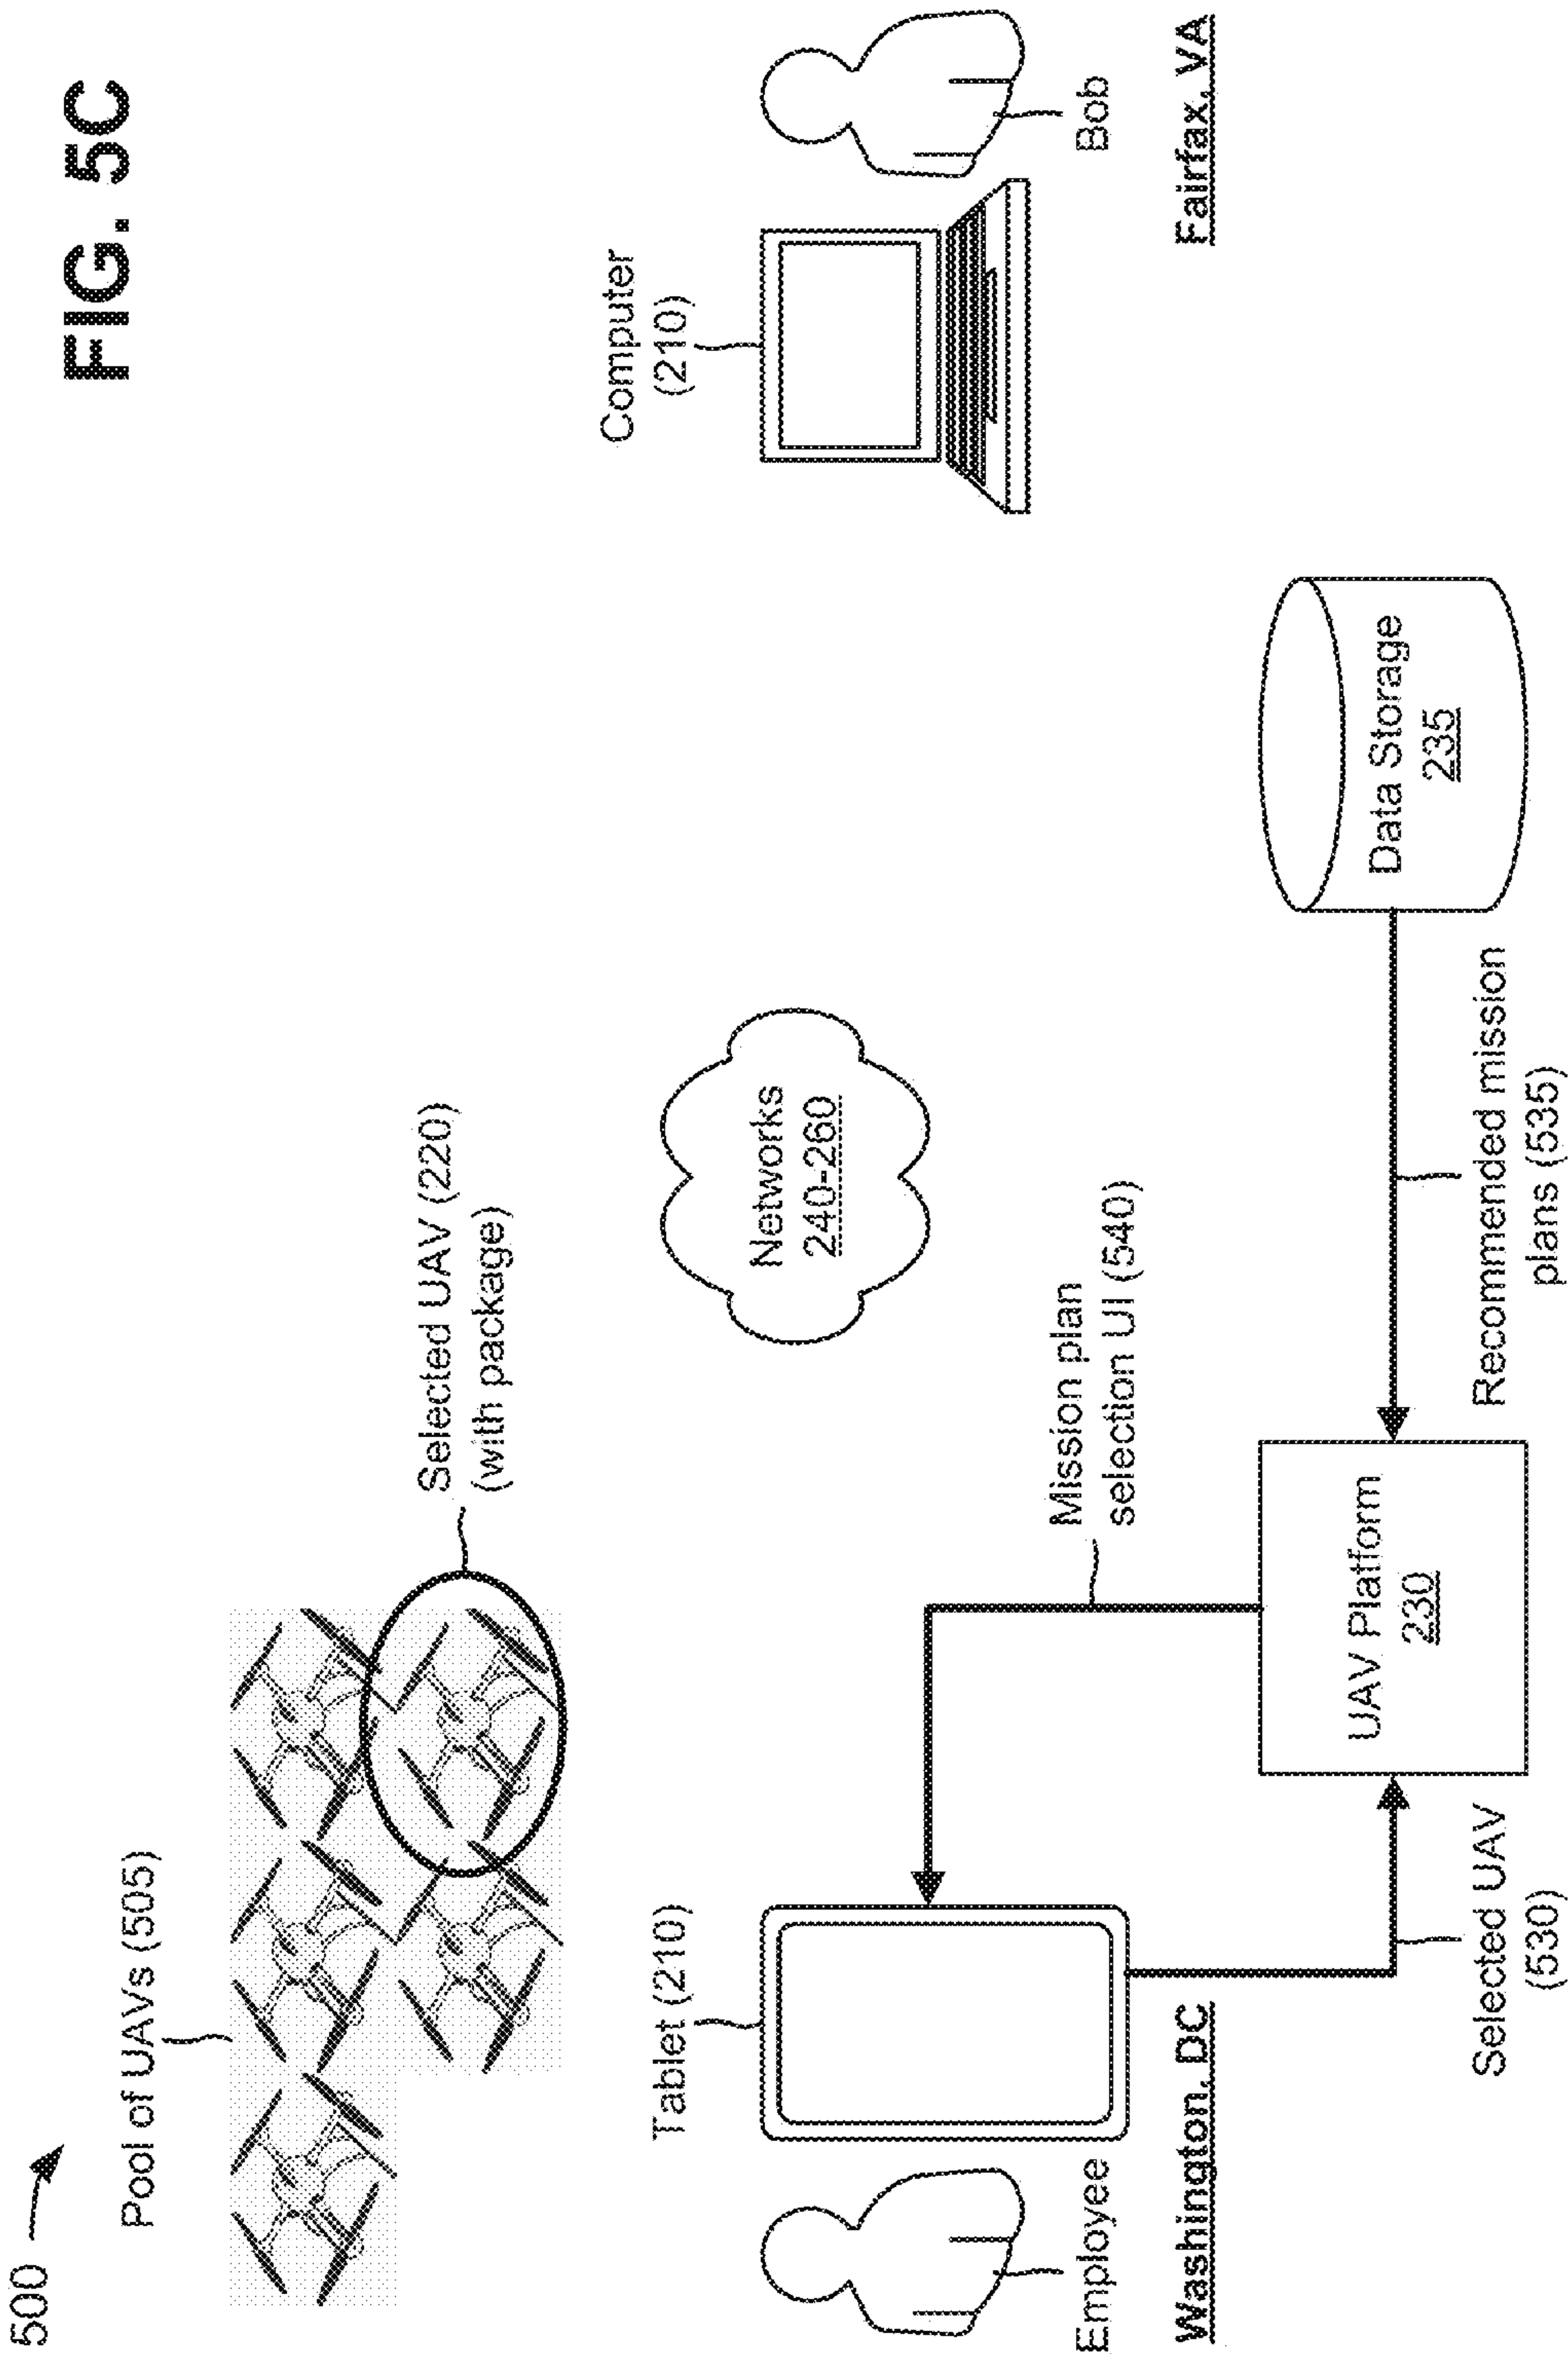 FIG. 5C
500
Pool of UAVs (505)
Selected UAV (220)
(with package)
Tablet (210)
Employee
Washington, DC
Networks
240-260
Computer
(210)
Bob
Fairfax, VA
Mission plan
selection UI (540)
UAV Platform
230
Data Storage
235
Selected UAV
(530)
Recommended mission
plans (535)